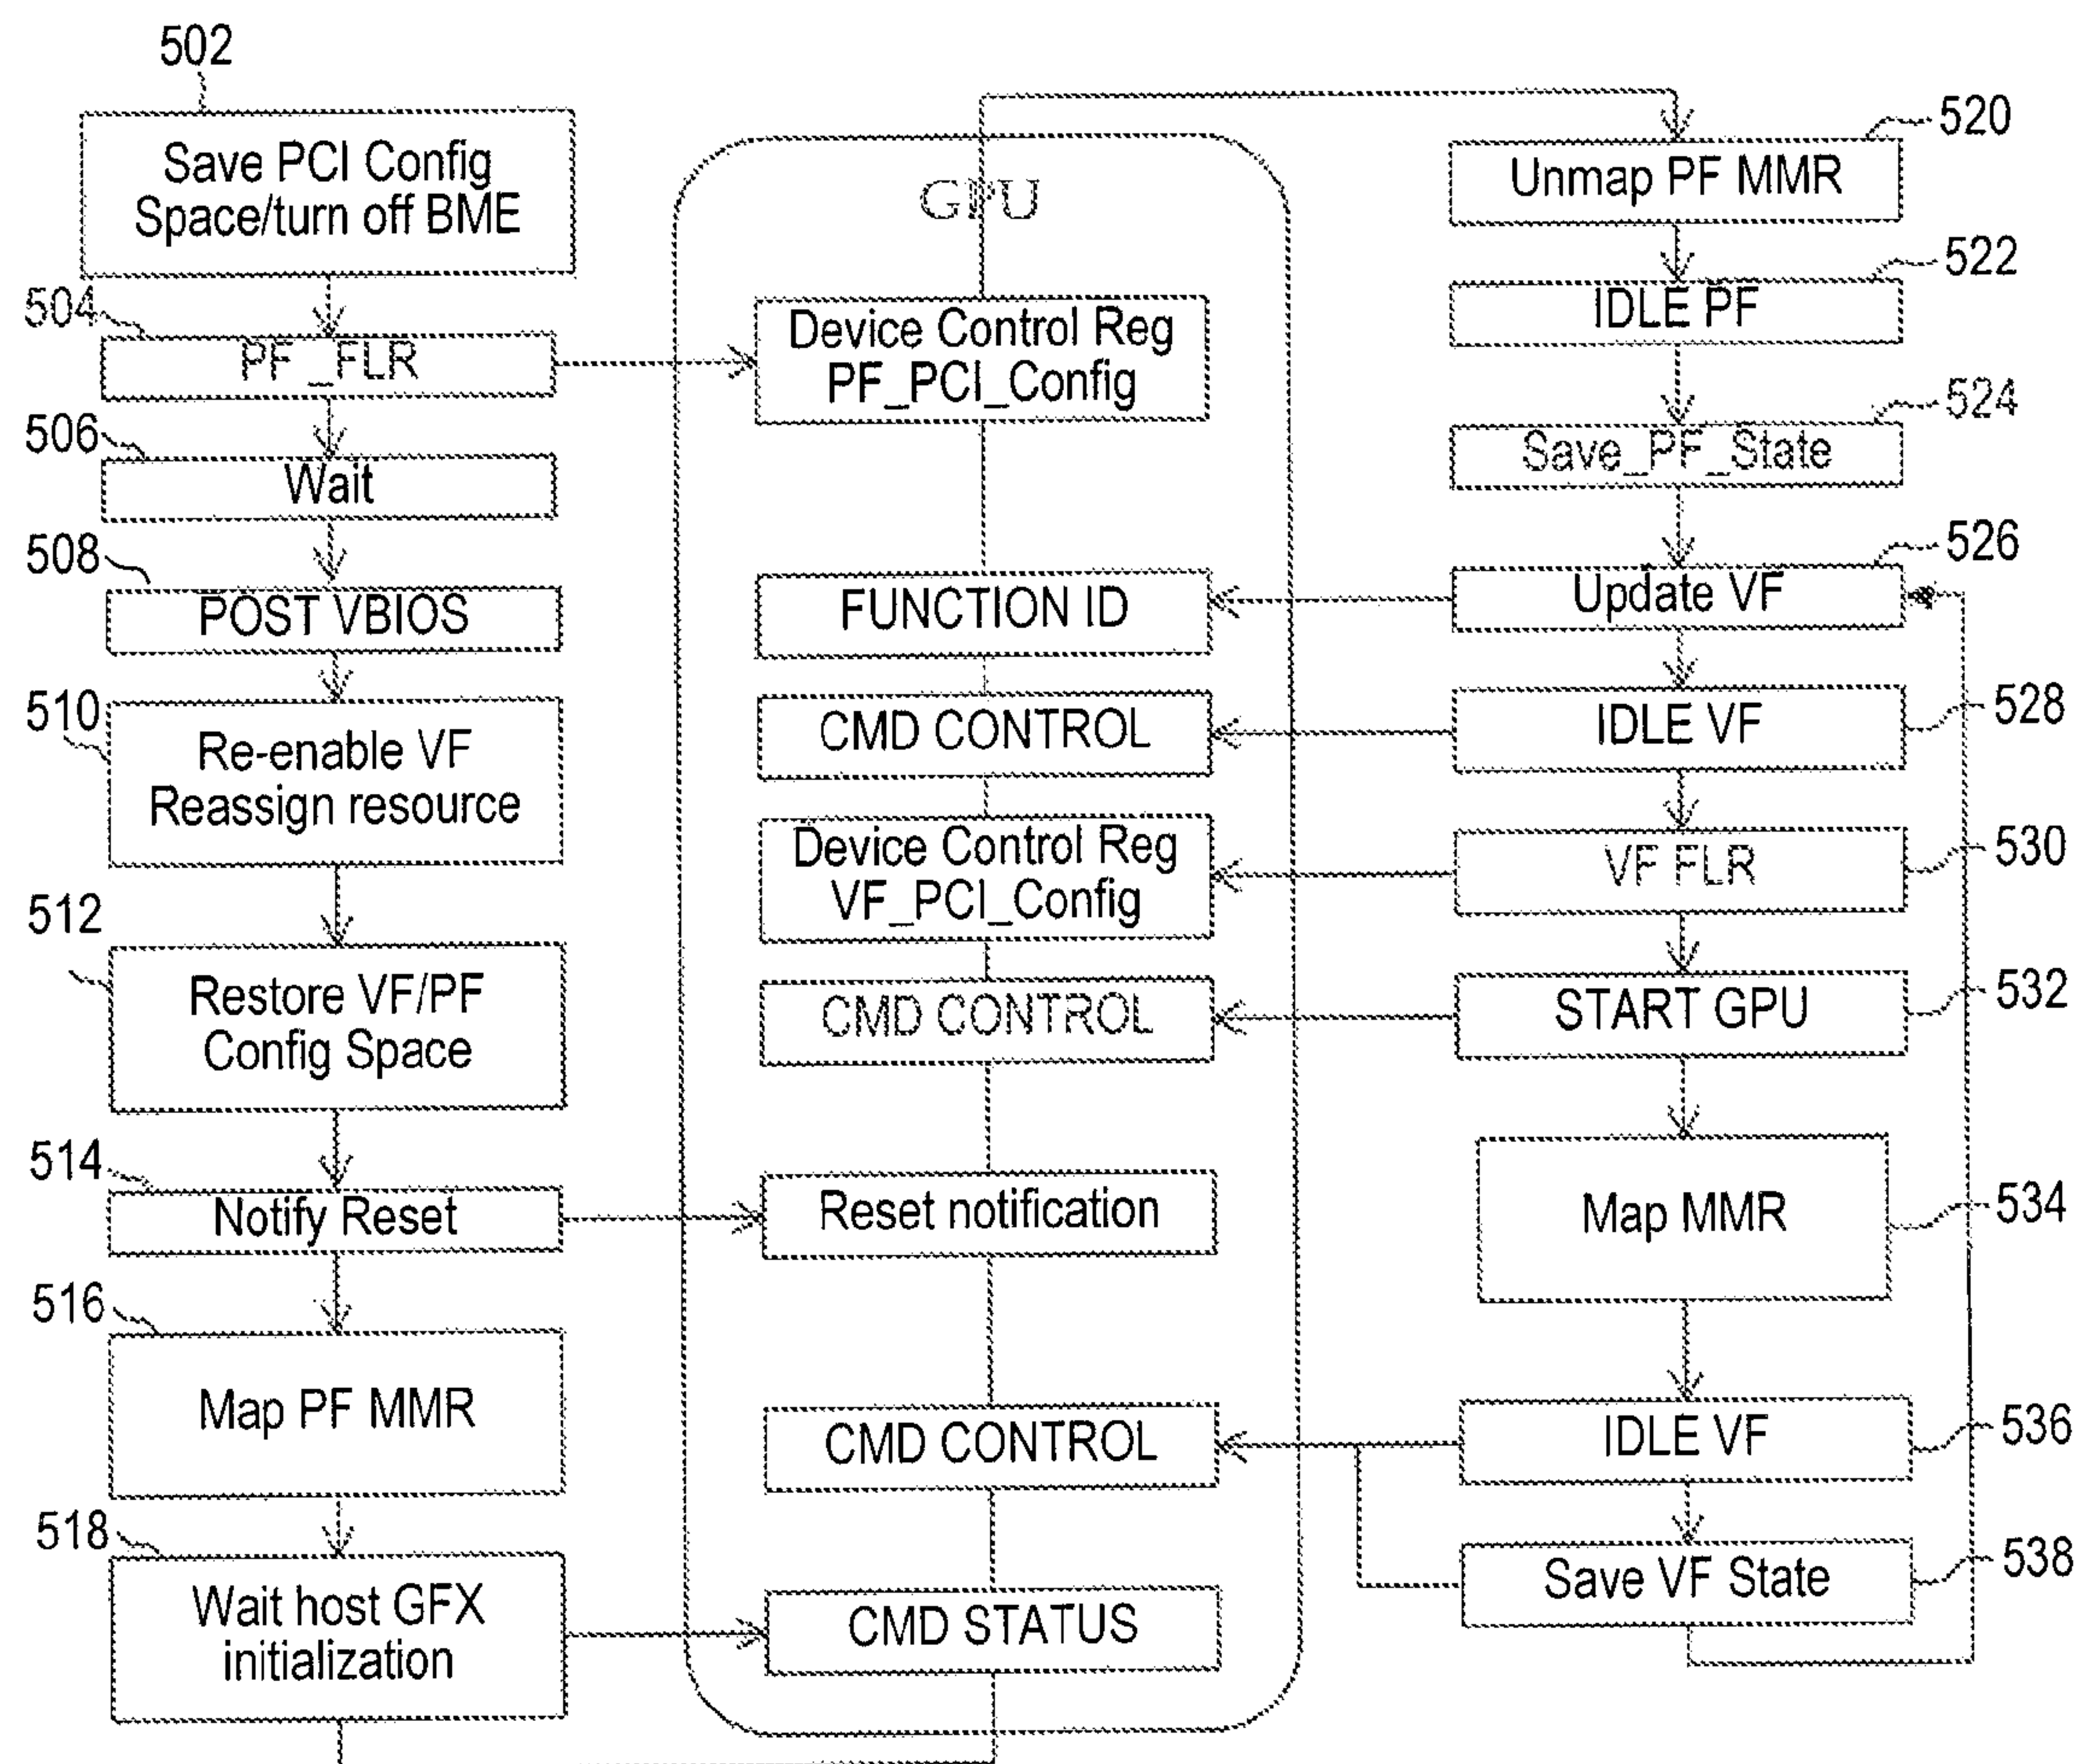 502
Save PCI Config
Space/turn off BME
504
PF_FLR
506
Wait
508
POST VBIOS
510
Re-enable VF
Reassign resource
512
Restore VF/PF
Config Space
514
Notify Reset
516
Map PF MMR
518
Wait host GFX
initialization
GPU
Device Control Reg
PF_PCI_Config
FUNCTION ID
CMD CONTROL
Device Control Reg
VF_PCI_Config
CMD CONTROL
Reset notification
CMD CONTROL
CMD STATUS
520
Unmap PF MMR
522
IDLE PF
524
Save_PF_State
526
Update VF
528
IDLE VF
530
VF FLR
532
START GPU
534
Map MMR
536
IDLE VF
538
Save VF State